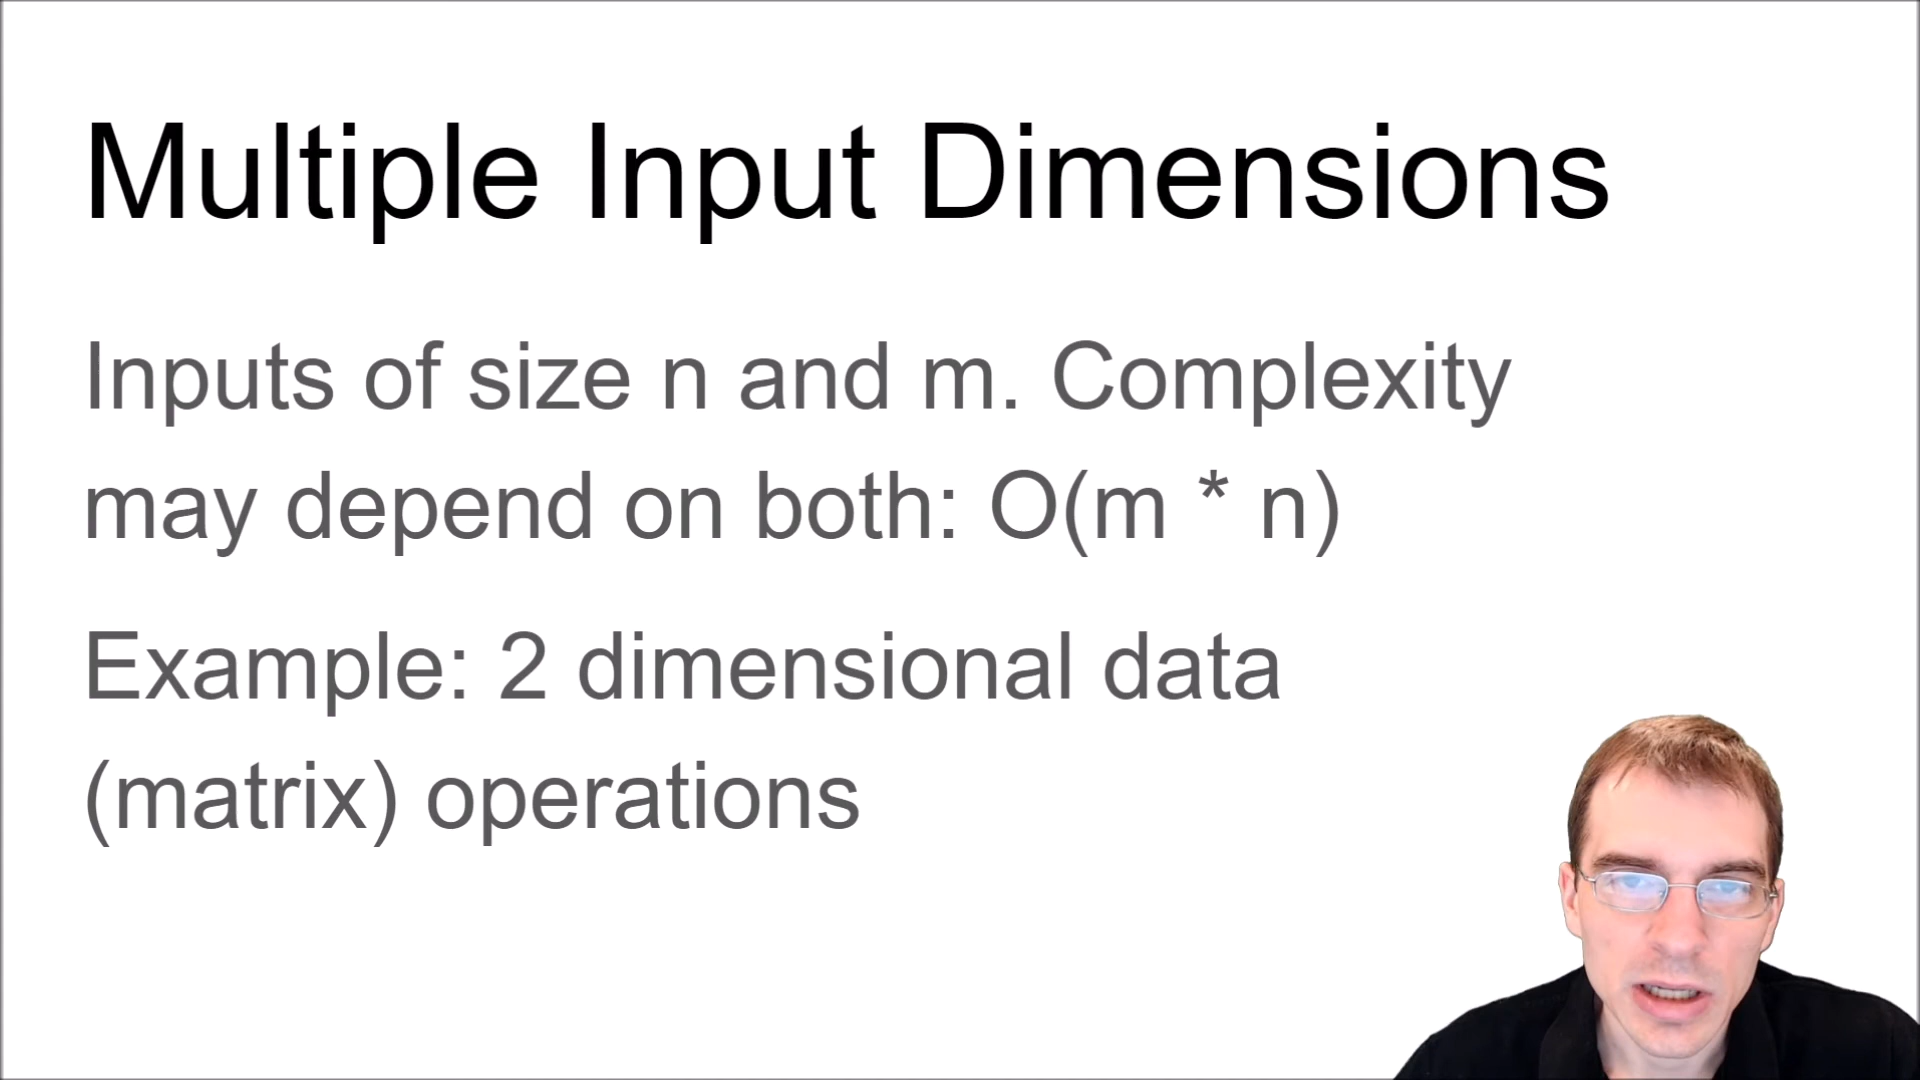 Multiple Input Dimensions
Inputs of size n and m. Complexity
may depend on both: O(m * n)
Example: 2 dimensional data
(matrix) operations